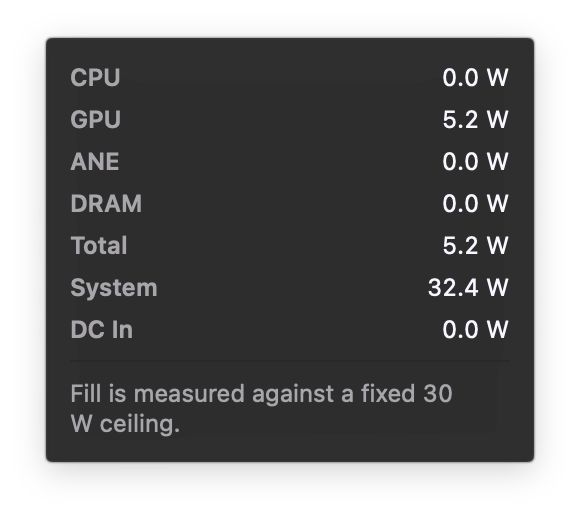 CPU 0.0 W
GPU 5.2 W
ANE 0.0 W
DRAM 0.0 W
Total 5.2 W
System 32.4 W
DC In 0.0 W
Fill is measured against a fixed 30
W ceiling.